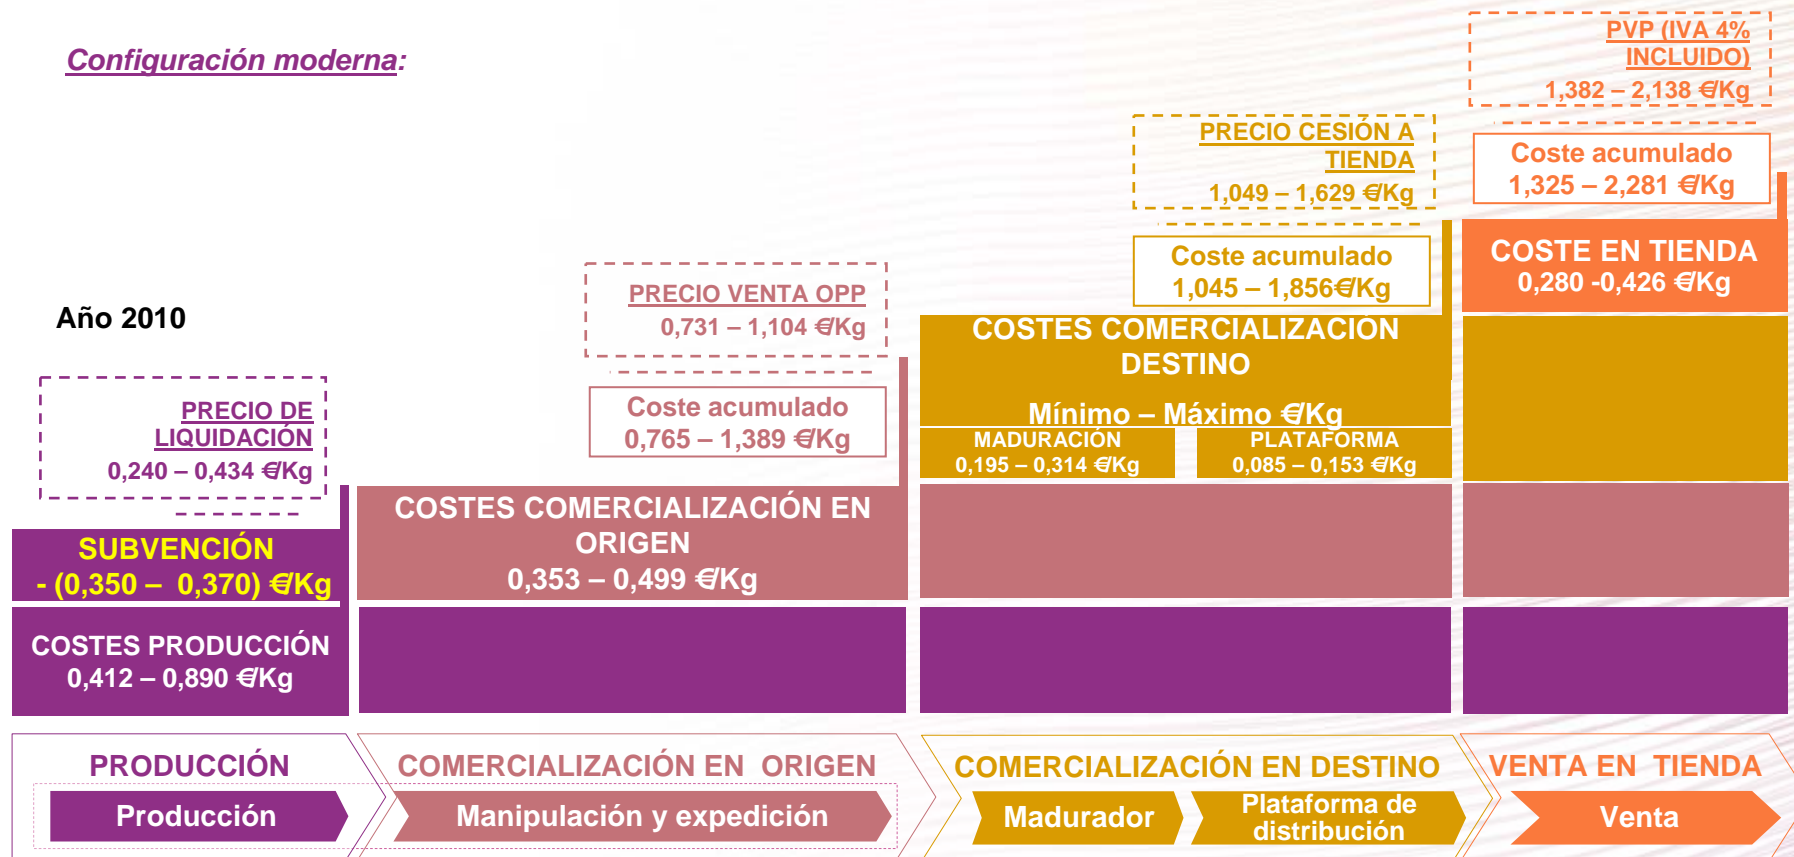 Configuración moderna:
Año 2010
PRECIO DE
LIQUIDACIÓN
0,240 – 0,434 €/Kg
SUBVENCIÓN
- (0,350 – 0,370) €/Kg
COSTES PRODUCCIÓN
0,412 – 0,890 €/Kg
PRECIO VENTA OPP
0,731 – 1,104 €/Kg
Coste acumulado
0,765 – 1,389 €/Kg
COSTES COMERCIALIZACIÓN EN
ORIGEN
0,353 – 0,499 €/Kg
PRECIO CESIÓN A
TIENDA
1,049 – 1,629 €/Kg
Coste acumulado
1,045 – 1,856€/Kg
COSTES COMERCIALIZACIÓN
DESTINO
Mínimo – Máximo €/Kg
MADURACIÓN
0,195 – 0,314 €/Kg
PLATAFORMA
0,085 – 0,153 €/Kg
PVP (IVA 4%
INCLUIDO)
1,382 – 2,138 €/Kg
Coste acumulado
1,325 – 2,281 €/Kg
COSTE EN TIENDA
0,280 -0,426 €/Kg
PRODUCCIÓN
Producción
COMERCIALIZACIÓN EN ORIGEN
Manipulación y expedición
COMERCIALIZACIÓN EN DESTINO
Madurador
Plataforma de
distribución
VENTA EN TIENDA
Venta